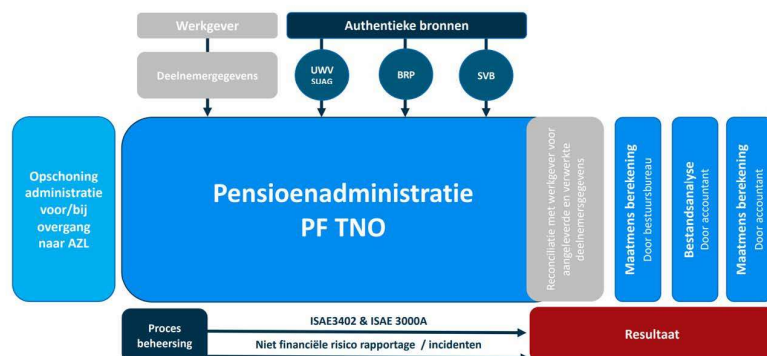 Werkgever
Authentieke bronnen
Deelnemergegevens
UWV
SUAG
BRP
SVB
Opschoning
administratie
voor/bij
overgang
naar AZL
Pensioenadministratie
PF TNO
Reconciliatie met werkgever voor
aangeleverde en verwerkte
deelnemersgegevens
Maatmens berekening
Door bestuursbureau
Bestandsanalyse
Door accountant
Maatmens berekening
Door accountant
Proces
beheersing
ISAE3402 & ISAE 3000A
Niet financiële risico rapportage / incidenten
Resultaat